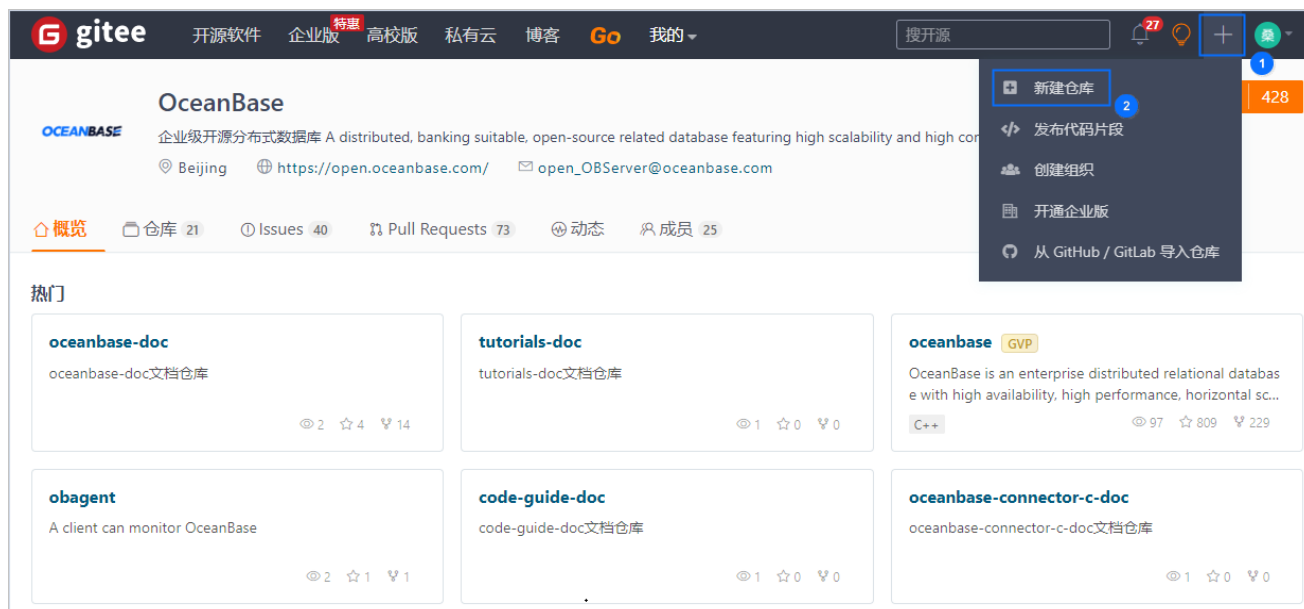 G gitee 开源软件 企业版 特惠 高校版 私有云 博客 Go 我的 搜开源 27 桑
1
新建仓库
2
428
发布代码片段
创建组织
开通企业版
从 GitHub / GitLab 导入仓库
OCEANBASE
OceanBase
企业级开源分布式数据库 A distributed, banking suitable, open-source related database featuring high scalability and high con
Beijing https://open.oceanbase.com/ open_OBServer@oceanbase.com
概览 仓库 21 Issues 40 Pull Requests 73 动态 成员 25
热门
oceanbase-doc
oceanbase-doc文档仓库
2 4 14
tutorials-doc
tutorials-doc文档仓库
1 0 0
oceanbase GVP
OceanBase is an enterprise distributed relational databas
e with high availability, high performance, horizontal sc...
C++ 97 809 229
obagent
A client can monitor OceanBase
2 1 1
code-guide-doc
code-guide-doc文档仓库
1 0 0
oceanbase-connector-c-doc
oceanbase-connector-c-doc文档仓库
1 0 0